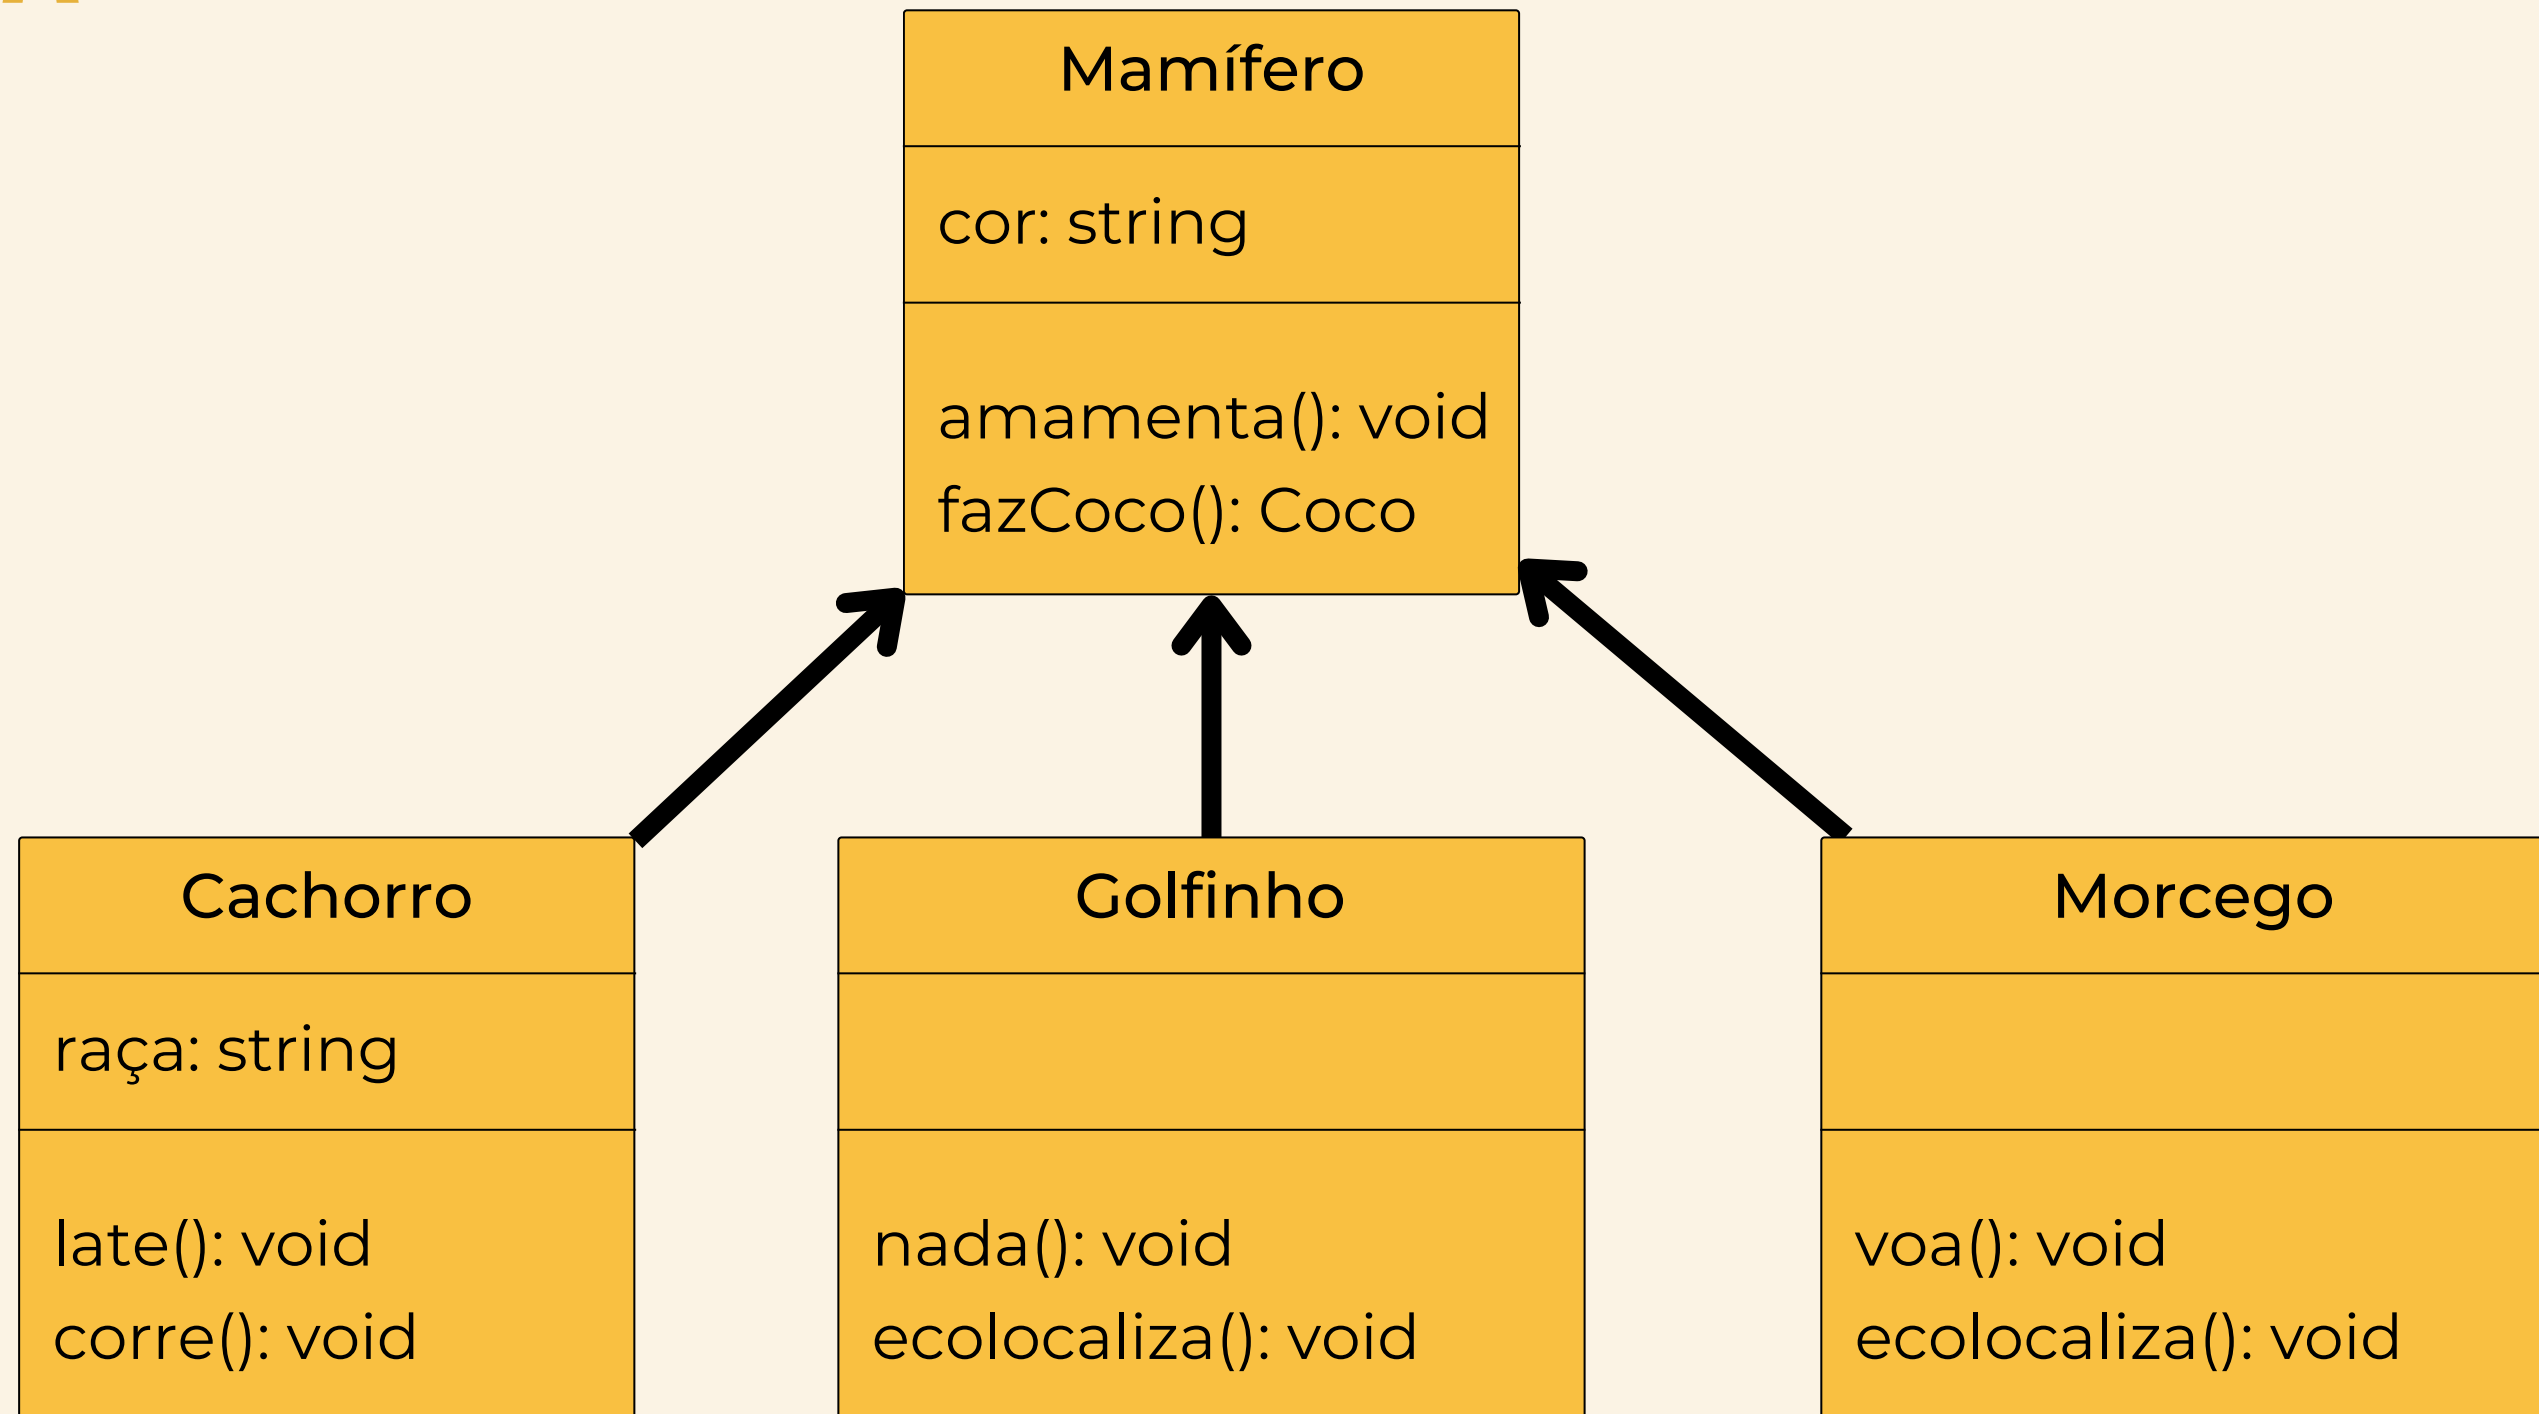 Mamífero
cor: string
amamenta(): void
fazCoco(): Coco
Cachorro
raça: string
late(): void
corre(): void
Golfinho
nada(): void
ecolocaliza(): void
Morcego
voa(): void
ecolocaliza(): void